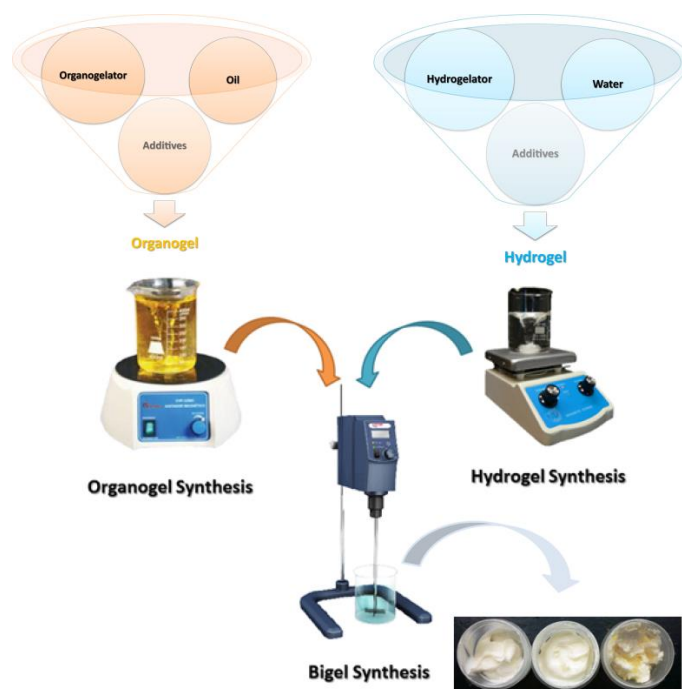 Organogelator
Oil
Additives
Organogel
Hydrogelator
Water
Additives
Hydrogel
Organogel Synthesis
Hydrogel Synthesis
Bigel Synthesis